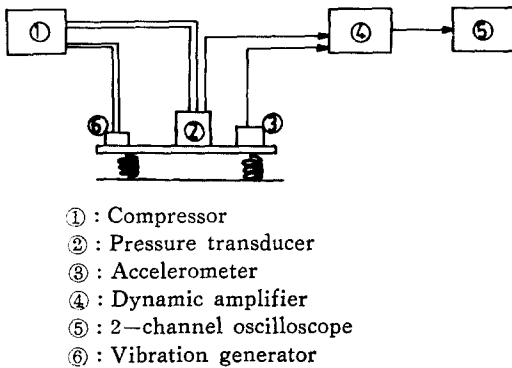 ① ④ ⑤
⑥ ② ③
① : Compressor
② : Pressure transducer
③ : Accelerometer
④ : Dynamic amplifier
⑤ : 2—channel oscilloscope
⑥ : Vibration generator